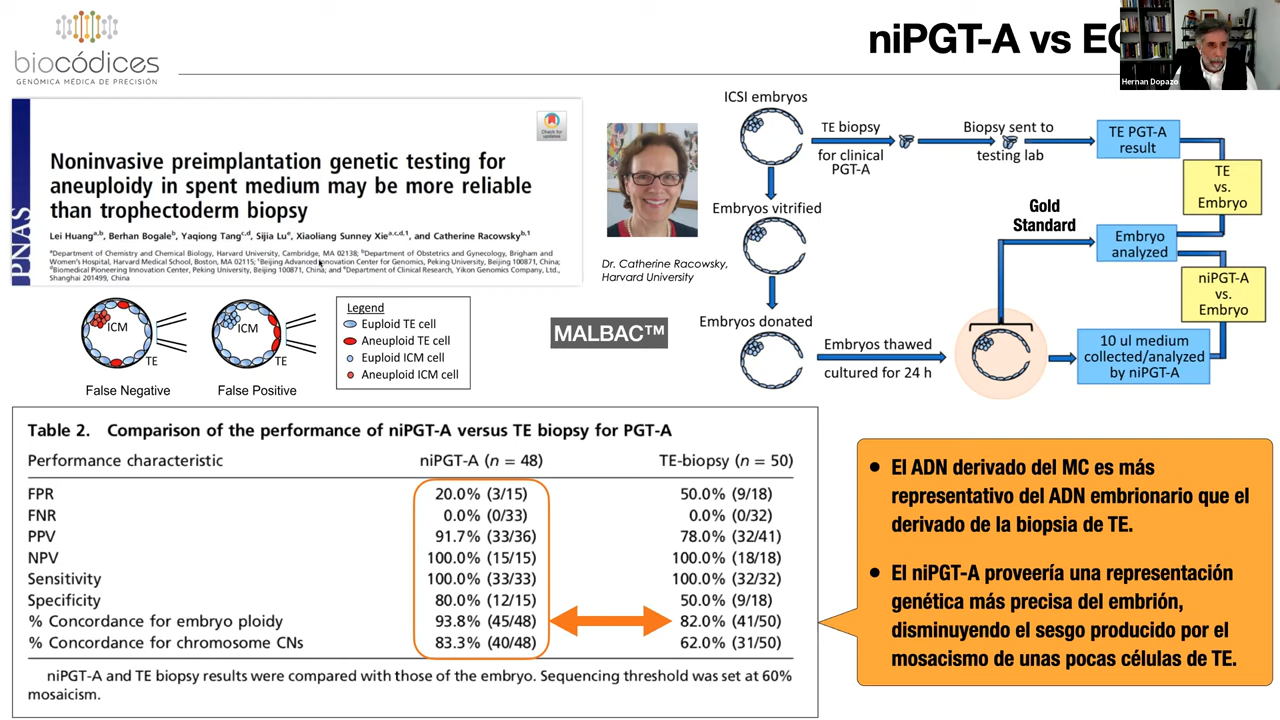 biocódices
GENÓMICA MÉDICA DE PRECISIÓN
niPGT-A vs
Hernan Dopazo
PNAS
Check for
updates
Noninvasive preimplantation genetic testing for
aneuploidy in spent medium may be more reliable
than trophectoderm biopsy
Lei Huang^a,b, Berhan Bogale^b, Yaqiong Tang^c,d, Sijia Lu^e, Xiaoliang Sunney Xie^a,c,d,1, and Catherine Racowsky^b,1
^aDepartment of Chemistry and Chemical Biology, Harvard University, Cambridge, MA 02138; ^bDepartment of Obstetrics and Gynecology, Brigham and
Women's Hospital, Harvard Medical School, Boston, MA 02115; ^cBeijing Advanced Innovation Center for Genomics, Peking University, Beijing 100871, China;
^dBiomedical Pioneering Innovation Center, Peking University, Beijing 100871, China; and ^eDepartment of Clinical Research, Yikon Genomics Company, Ltd.,
Shanghai 201499, China
Dr. Catherine Racowsky,
Harvard University
ICM
TE
False Negative
ICM
TE
False Positive
Legend
Euploid TE cell
Aneuploid TE cell
Euploid ICM cell
Aneuploid ICM cell
MALBAC™
ICSI embryos
TE biopsy
for clinical
PGT-A
Biopsy sent to
testing lab
TE PGT-A
result
TE
vs.
Embryo
Embryos vitrified
Gold
Standard
Embryo
analyzed
niPGT-A
vs.
Embryo
Embryos donated
Embryos thawed
cultured for 24 h
10 ul medium
collected/analyzed
by niPGT-A
Table 2. Comparison of the performance of niPGT-A versus TE biopsy for PGT-A
Performance characteristic niPGT-A (n = 48) TE-biopsy (n = 50)
FPR 20.0% (3/15) 50.0% (9/18)
FNR 0.0% (0/33) 0.0% (0/32)
PPV 91.7% (33/36) 78.0% (32/41)
NPV 100.0% (15/15) 100.0% (18/18)
Sensitivity 100.0% (33/33) 100.0% (32/32)
Specificity 80.0% (12/15) 50.0% (9/18)
% Concordance for embryo ploidy 93.8% (45/48) 82.0% (41/50)
% Concordance for chromosome CNs 83.3% (40/48) 62.0% (31/50)
niPGT-A and TE biopsy results were compared with those of the embryo. Sequencing threshold was set at 60%
mosaicism.
• El ADN derivado del MC es más
representativo del ADN embrionario que el
derivado de la biopsia de TE.
• El niPGT-A proveería una representación
genética más precisa del embrión,
disminuyendo el sesgo producido por el
mosacismo de unas pocas células de TE.